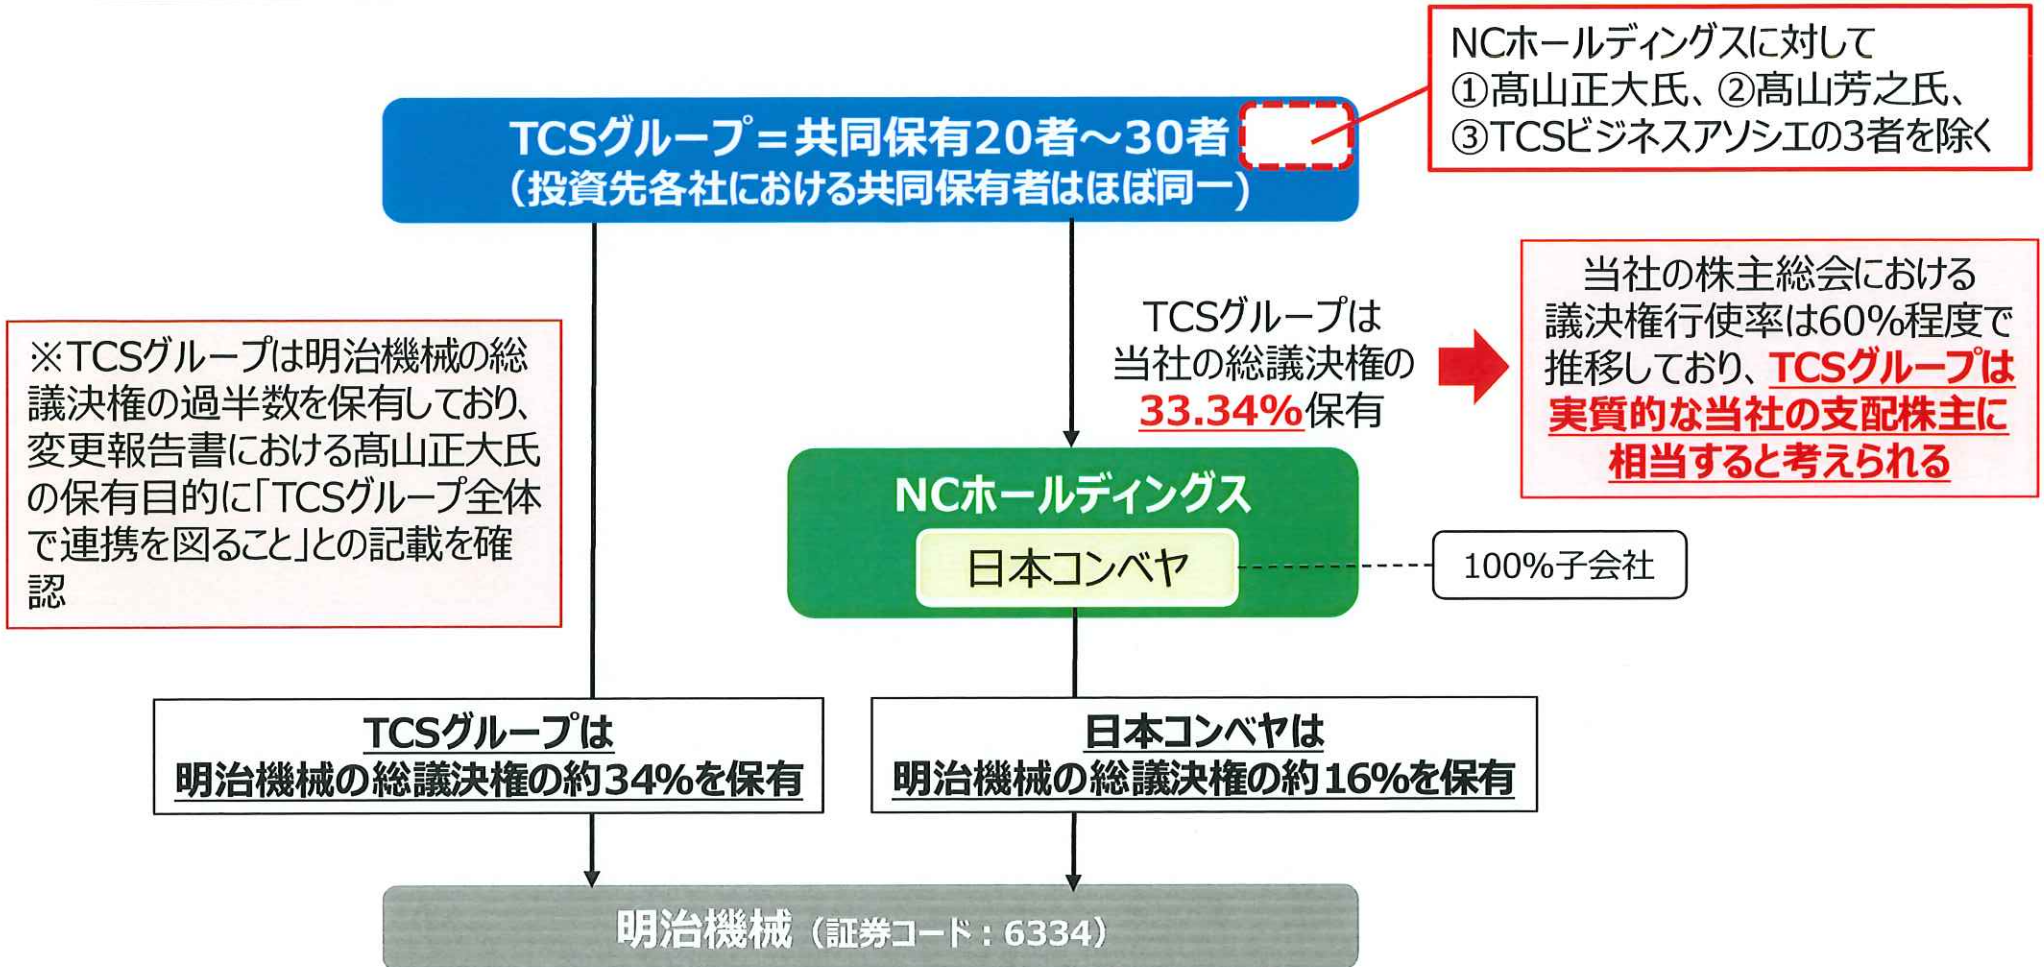 NCホールディングスに対して
①髙山正大氏、②髙山芳之氏、
③TCSビジネスアソシエの3者を除く
TCSグループ＝共同保有20者～30者
（投資先各社における共同保有者はほぼ同一）
※TCSグループは明治機械の総
議決権の過半数を保有しており、
変更報告書における髙山正大氏
の保有目的に「TCSグループ全体
で連携を図ること」との記載を確
認
TCSグループは
当社の総議決権の
33.34%保有
当社の株主総会における
議決権行使率は60%程度で
推移しており、TCSグループは
実質的な当社の支配株主に
相当すると考えられる
NCホールディングス
日本コンベヤ
100%子会社
TCSグループは
明治機械の総議決権の約34%を保有
日本コンベヤは
明治機械の総議決権の約16%を保有
明治機械（証券コード：6334）